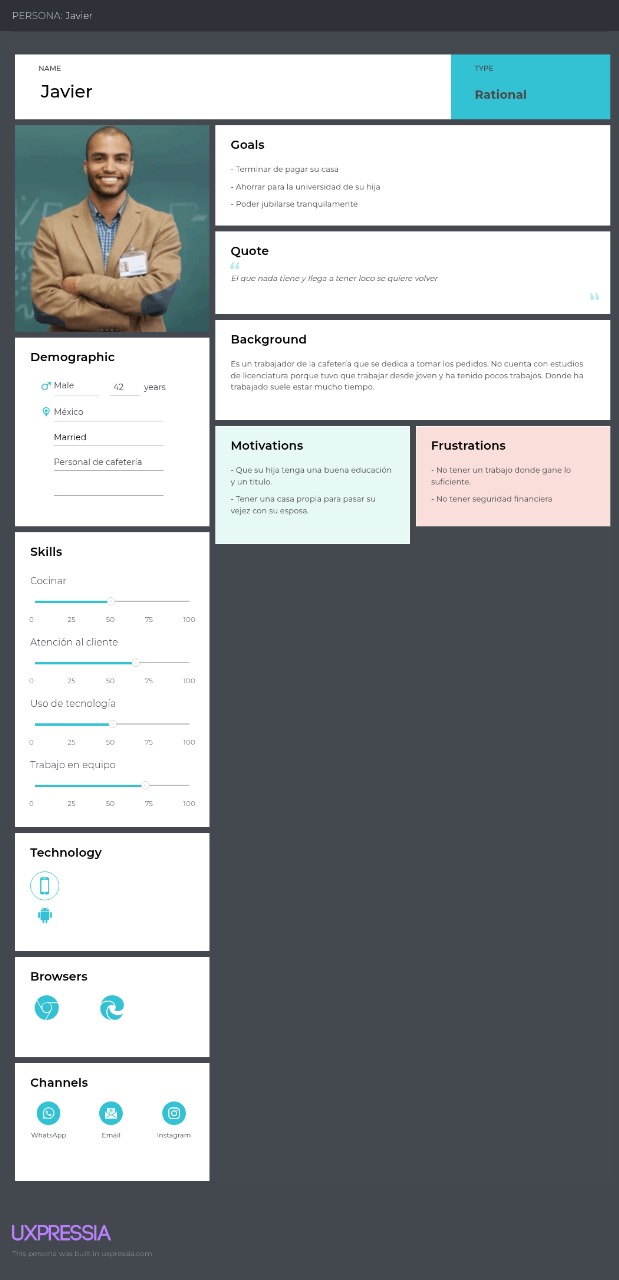 PERSONA: Javier
NAME
Javier
TYPE
Rational
Goals
- Terminar de pagar su casa
- Ahorrar para la universidad de su hija
- Poder jubilarse tranquilamente
Quote
“
El que nada tiene y llega a tener loco se quiere volver
”
Background
Es un trabajador de la cafetería que se dedica a tomar los pedidos. No cuenta con estudios
de licenciatura porque tuvo que trabajar desde joven y ha tenido pocos trabajos. Donde ha
trabajado suele estar mucho tiempo.
Demographic
Male 42 years
México
Married
Personal de cafetería
Motivations
- Que su hija tenga una buena educación
y un titulo.
- Tener una casa propia para pasar su
vejez con su esposa.
Frustrations
- No tener un trabajo donde gane lo
suficiente.
- No tener seguridad financiera
Skills
Cocinar
0 25 50 75 100
Atención al cliente
0 25 50 75 100
Uso de tecnología
0 25 50 75 100
Trabajo en equipo
0 25 50 75 100
Technology
Browsers
Channels
WhatsApp Email Instagram
UXPRESSIA
This persona was built in uxpressia.com